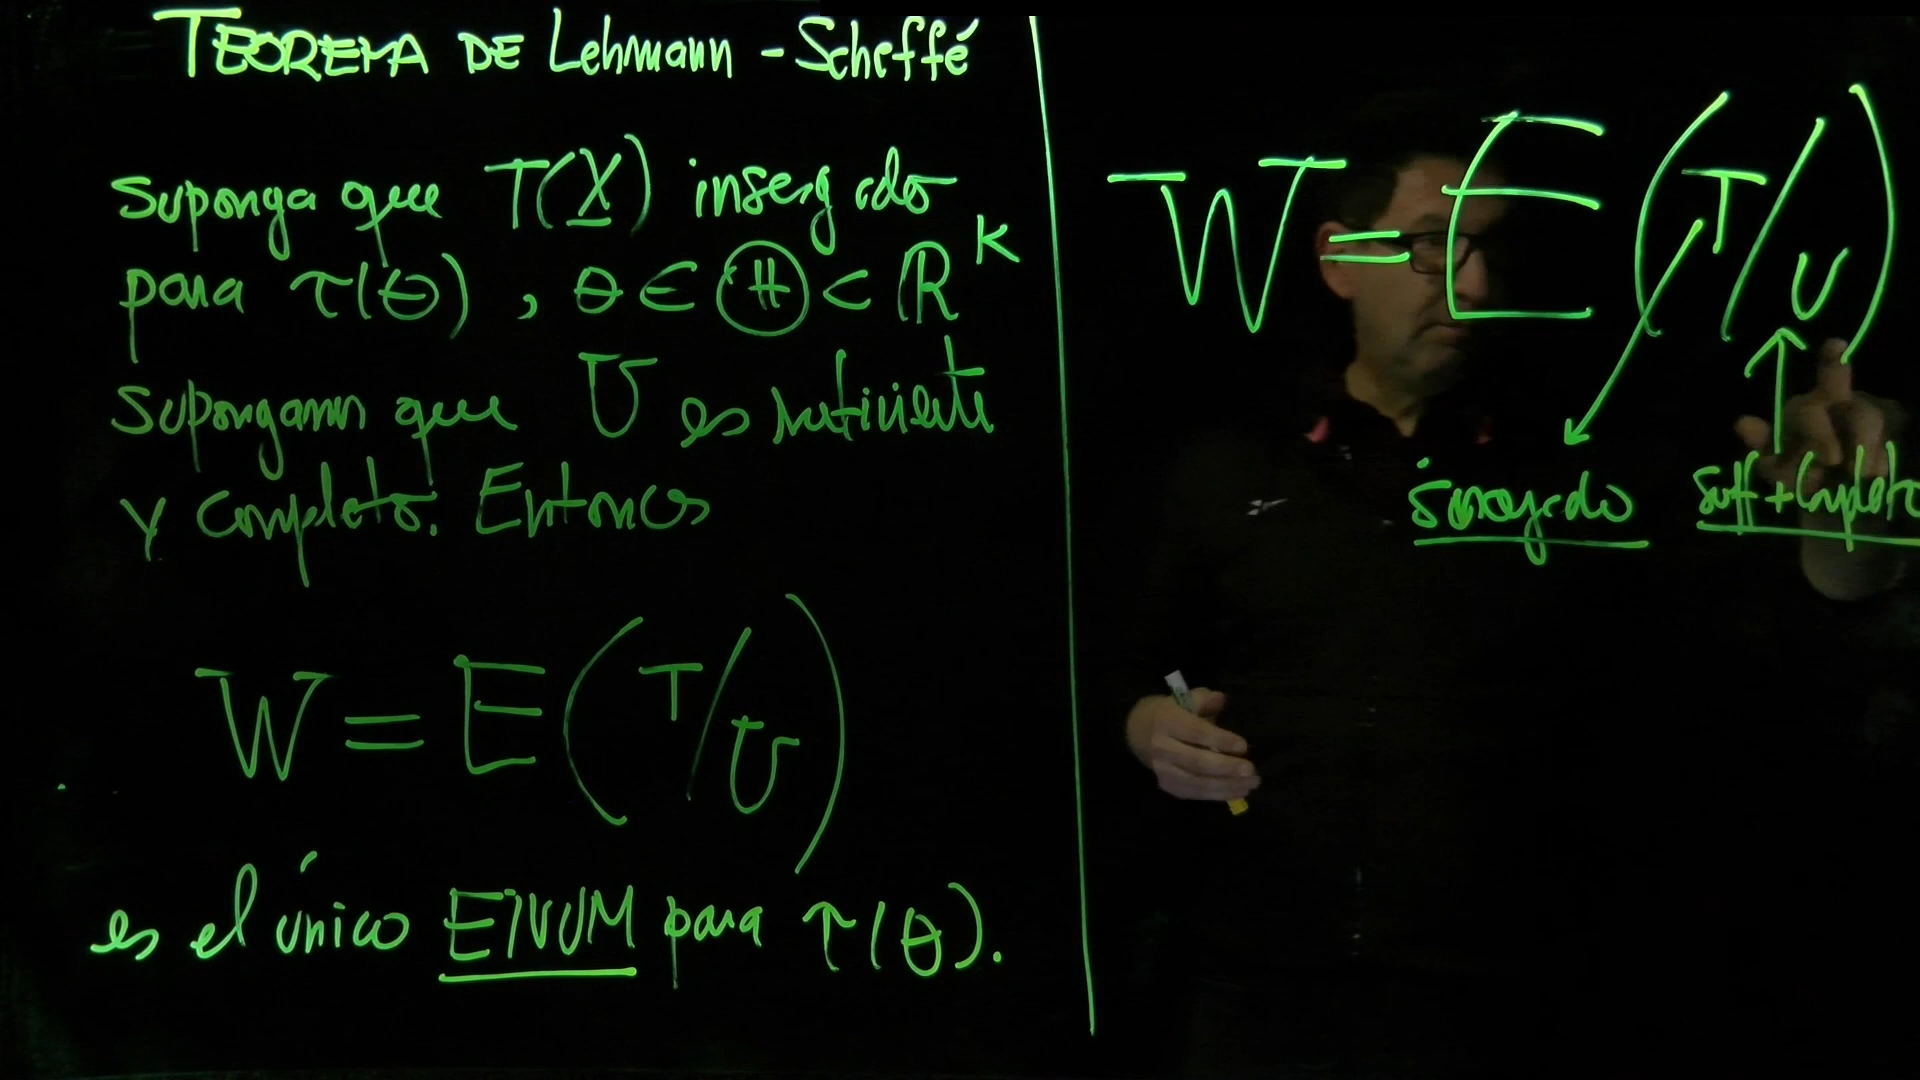 TEOREMA DE Lehmann - Scheffé
Suponga que T(X) insesgado
para τ(θ), θ ∈ Ⓗ ⊂ ℝ^K
Supongamn que U es suficiente
y completo. Entonces
W = E(T/U)
es el único EIVUM para τ(θ).
W = E(T/U)
insesgado suff + Completo